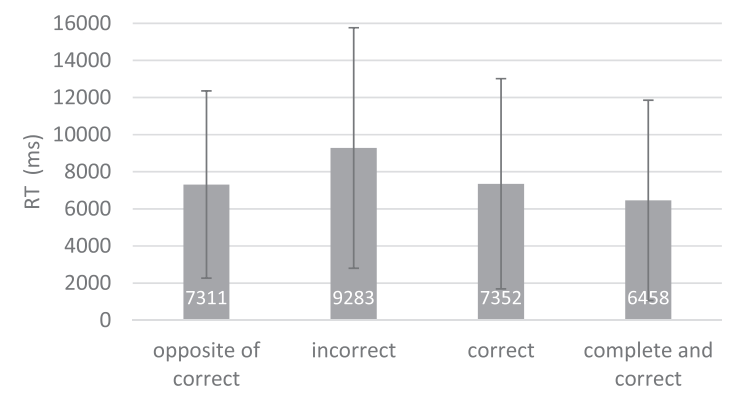 16000
14000
12000
10000
8000
6000
4000
2000
0
RT (ms)
7311
9283
7352
6458
opposite of
correct
incorrect
correct
complete and
correct